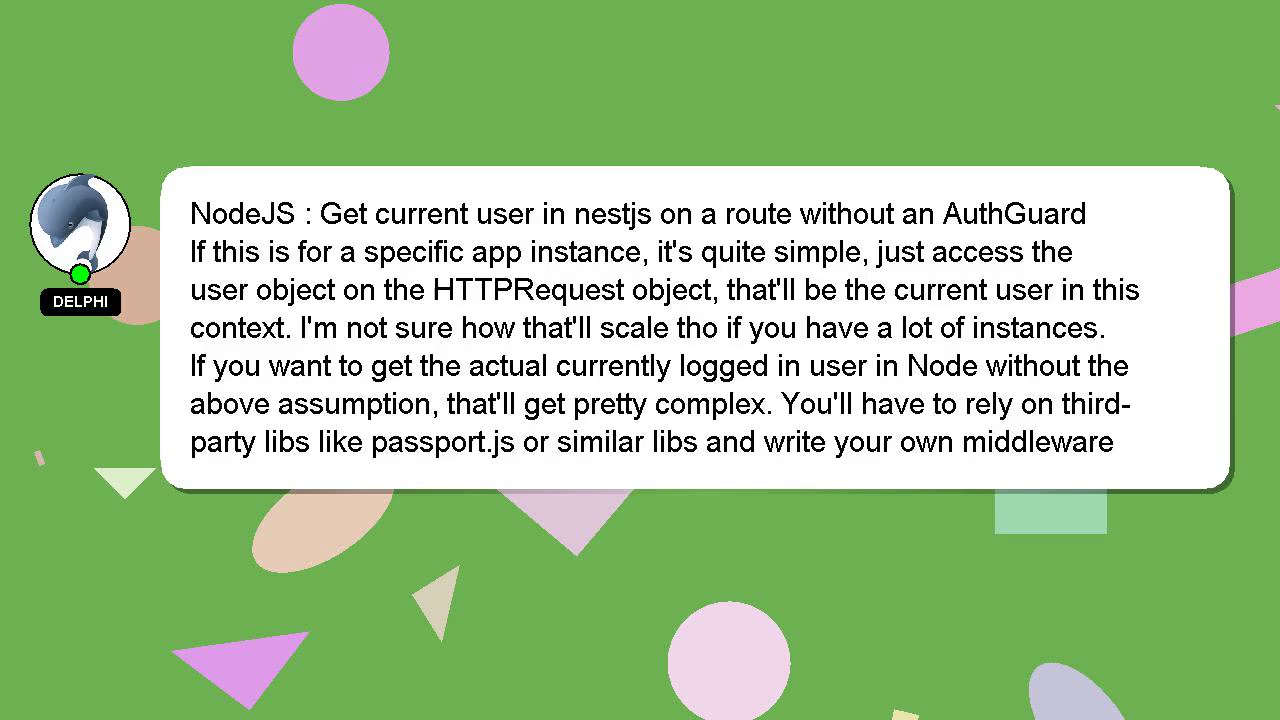 NodeJS : Get current user in nestjs on a route without an AuthGuard
If this is for a specific app instance, it's quite simple, just access the
user object on the HTTPRequest object, that'll be the current user in this
context. I'm not sure how that'll scale tho if you have a lot of instances.
If you want to get the actual currently logged in user in Node without the
above assumption, that'll get pretty complex. You'll have to rely on third-
party libs like passport.js or similar libs and write your own middleware
DELPHI